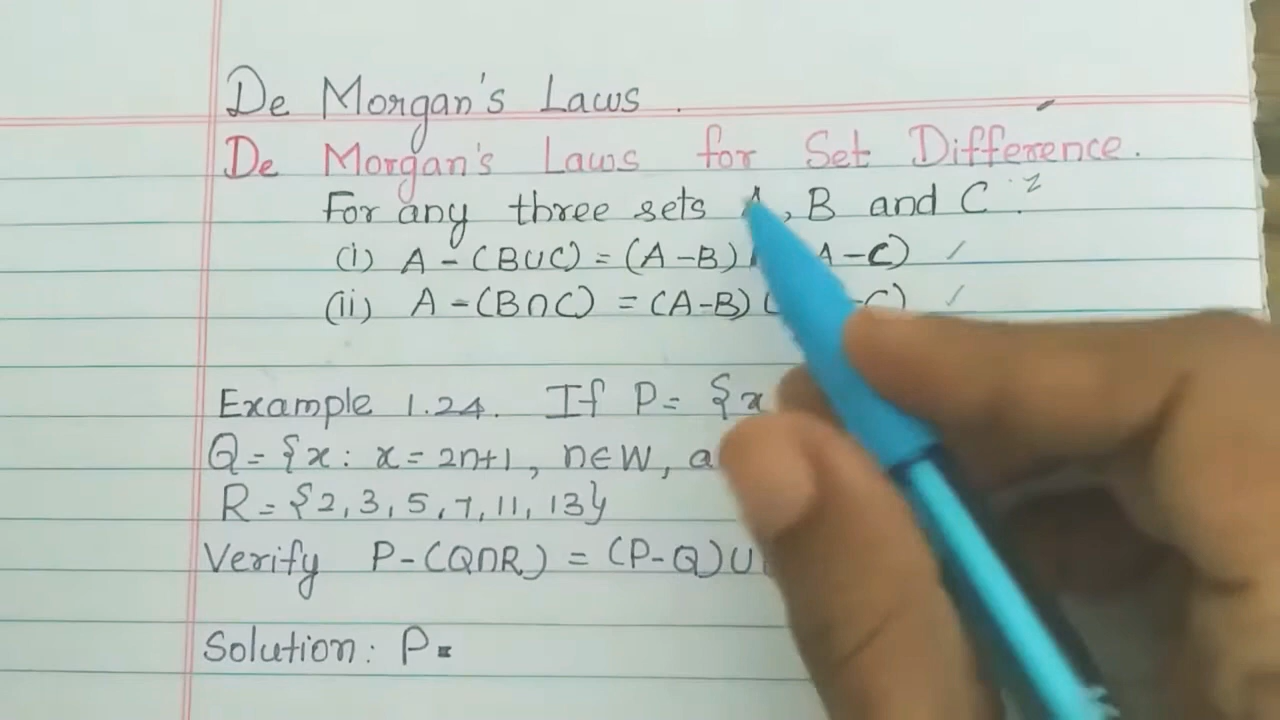 De Morgan's Laws .
De Morgan's Laws for Set Difference.
For any three sets A, B and C
(i) A - (B∪C) = (A-B) A-C)
(ii) A - (B∩C) = (A-B) C)
Example 1.24. If P = {x
Q = {x : x = 2n+1, n∈W,
R = {2, 3, 5, 7, 11, 13}
Verify P-(Q∩R) = (P-Q)∪
Solution : P =